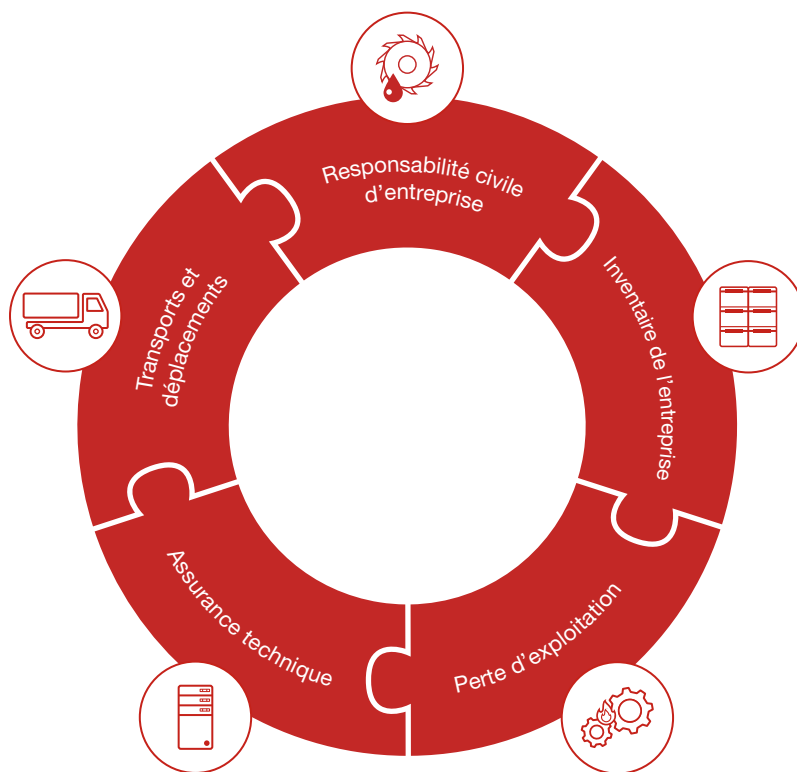 Responsabilité civile
d’entreprise
Inventaire de l’entreprise
Perte d’exploitation
Assurance technique
Transports et
déplacements